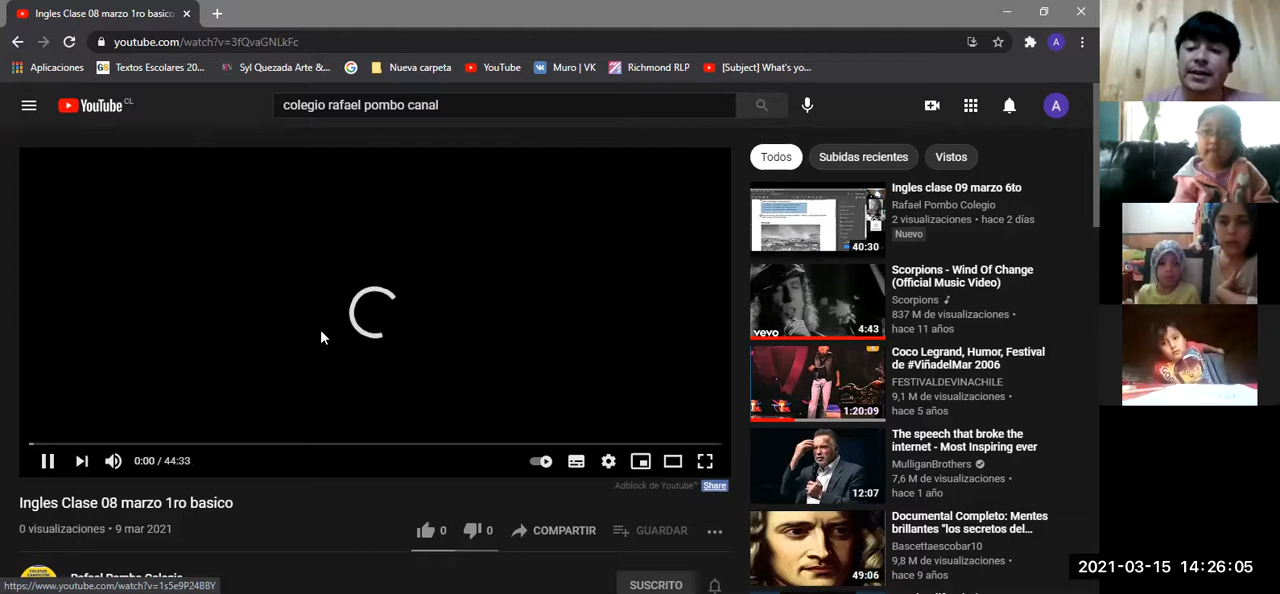 Ingles Clase 08 marzo 1ro basico
youtube.com/watch?v=3fQvaGNLkFc
A
Aplicaciones
GS Textos Escolares 20...
Syl Quezada Arte &...
Nueva carpeta
YouTube
Muro | VK
Richmond RLP
[Subject] What's yo...
YouTube CL
colegio rafael pombo canal
A
Todos
Subidas recientes
Vistos
Ingles clase 09 marzo 6to
Rafael Pombo Colegio
2 visualizaciones • hace 2 días
Nuevo
40:30
Scorpions - Wind Of Change
(Official Music Video)
Scorpions
837 M de visualizaciones •
hace 11 años
vevo
4:43
Coco Legrand, Humor, Festival
de #ViñadelMar 2006
FESTIVALDEVINACHILE
9,1 M de visualizaciones •
hace 5 años
1:20:09
The speech that broke the
internet - Most Inspiring ever
MulliganBrothers
7,6 M de visualizaciones •
hace 1 año
12:07
Documental Completo: Mentes
brillantes "los secretos del...
Bascettaescobar10
9,8 M de visualizaciones •
hace 9 años
49:06
0:00 / 44:33
Adblock de Youtube™ Share
Ingles Clase 08 marzo 1ro basico
0 visualizaciones • 9 mar 2021
0
0
COMPARTIR
GUARDAR
Rafael Pombo Colegio
SUSCRITO
https://www.youtube.com/watch?v=1s5e9P24BBY
2021-03-15 14:26:05